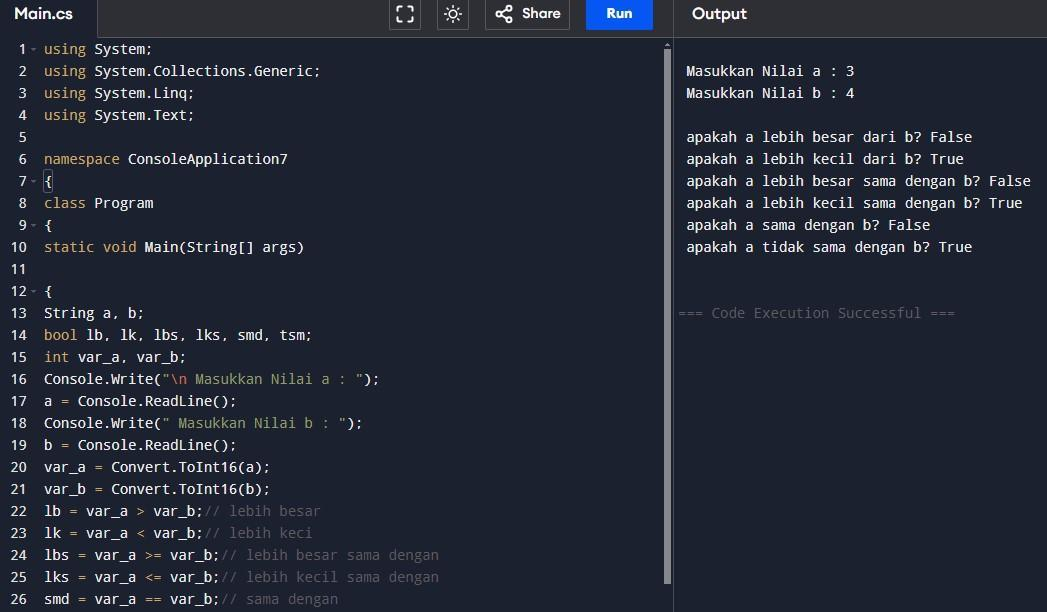 Main.cs
Share
Run
Output
1 using System;
2 using System.Collections.Generic;
3 using System.Linq;
4 using System.Text;
5
6 namespace ConsoleApplication7
7 {
8 class Program
9 {
10 static void Main(String[] args)
11
12 {
13 String a, b;
14 bool lb, lk, lbs, lks, smd, tsm;
15 int var_a, var_b;
16 Console.Write("\n Masukkan Nilai a : ");
17 a = Console.ReadLine();
18 Console.Write(" Masukkan Nilai b : ");
19 b = Console.ReadLine();
20 var_a = Convert.ToInt16(a);
21 var_b = Convert.ToInt16(b);
22 lb = var_a > var_b;// lebih besar
23 lk = var_a < var_b;// lebih keci
24 lbs = var_a >= var_b;// lebih besar sama dengan
25 lks = var_a <= var_b;// lebih kecil sama dengan
26 smd = var_a == var_b;// sama dengan
Masukkan Nilai a : 3
Masukkan Nilai b : 4
apakah a lebih besar dari b? False
apakah a lebih kecil dari b? True
apakah a lebih besar sama dengan b? False
apakah a lebih kecil sama dengan b? True
apakah a sama dengan b? False
apakah a tidak sama dengan b? True
=== Code Execution Successful ===